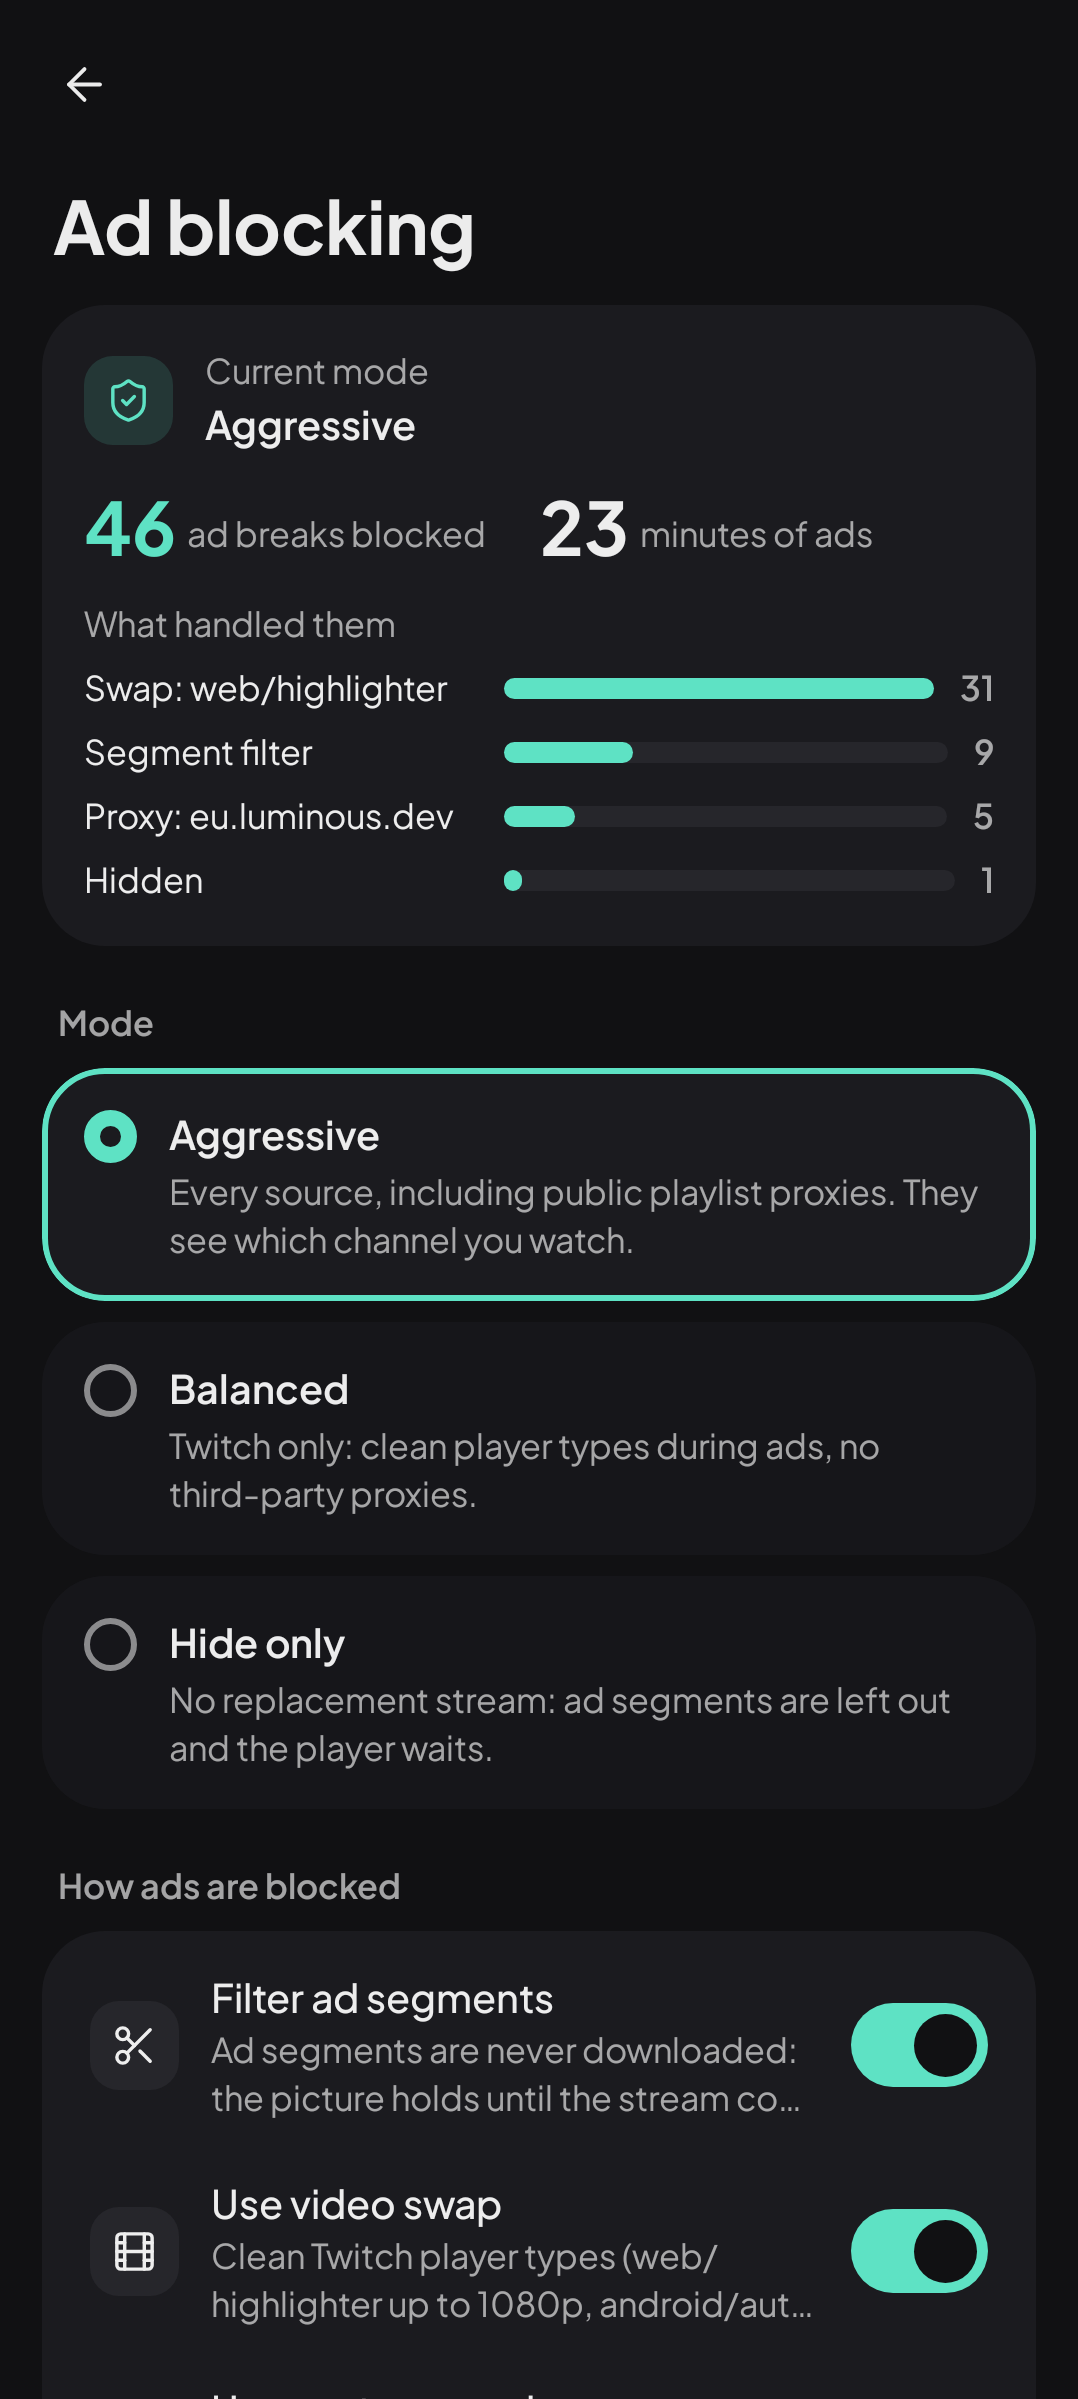 Ad blocking
Current mode
Aggressive
46 ad breaks blocked 23 minutes of ads
What handled them
Swap: web/highlighter 31
Segment filter 9
Proxy: eu.luminous.dev 5
Hidden 1
Mode
Aggressive
Every source, including public playlist proxies. They
see which channel you watch.
Balanced
Twitch only: clean player types during ads, no
third-party proxies.
Hide only
No replacement stream: ad segments are left out
and the player waits.
How ads are blocked
Filter ad segments
Ad segments are never downloaded:
the picture holds until the stream co...
Use video swap
Clean Twitch player types (web/
highlighter up to 1080p, android/aut...